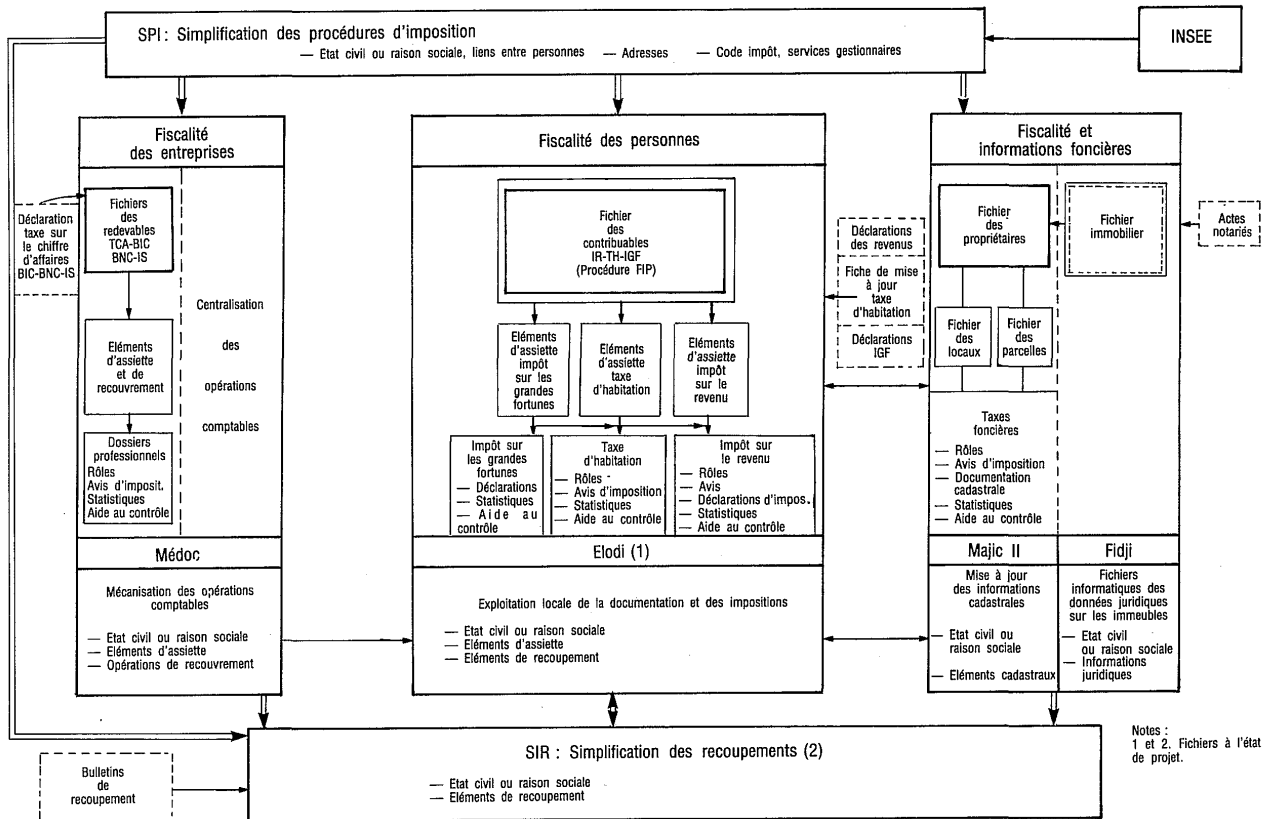 SPI : Simplification des procédures d'imposition
— Etat civil ou raison sociale, liens entre personnes — Adresses — Code impôt, services gestionnaires
INSEE
Fiscalité
des entreprises
Déclaration
taxe sur
le chiffre
d'affaires
BIC-BNC-IS
Fichiers
des
redevables
TCA-BIC
BNC-IS
Eléments
d'assiette
et de
recouvrement
Dossiers
professionnels
Rôles
Avis d'imposit.
Statistiques
Aide au contrôle
Centralisation
des
opérations
comptables
Médoc
Mécanisation des opérations
comptables
— Etat civil ou raison sociale
— Eléments d'assiette
— Opérations de recouvrement
Fiscalité des personnes
Fichier
des
contribuables
IR-TH-IGF
(Procédure FIP)
Eléments
d'assiette
impôt
sur les
grandes
fortunes
Eléments
d'assiette
taxe
d'habitation
Eléments
d'assiette
impôt
sur le
revenu
Impôt sur
les grandes
fortunes
— Déclarations
— Statistiques
— Aide au
contrôle
Taxe
d'habitation
— Rôles -
— Avis d'imposition
— Statistiques
— Aide au contrôle
Impôt sur
le revenu
— Rôles
— Avis
— Déclarations d'impos.
— Statistiques
— Aide au contrôle
Elodi (1)
Exploitation locale de la documentation et des impositions
— Etat civil ou raison sociale
— Eléments d'assiette
— Eléments de recoupement
Déclarations
des revenus
Fiche de mise
à jour
taxe
d'habitation
Déclarations
IGF
Fiscalité et
informations foncières
Fichier
des
propriétaires
Fichier
immobilier
Actes
notariés
Fichier
des
locaux
Fichier
des
parcelles
Taxes
foncières
— Rôles
— Avis d'imposition
— Documentation
cadastrale
— Statistiques
— Aide au contrôle
Majic II
Mise à jour
des informations
cadastrales
— Etat civil ou
raison sociale
— Eléments cadastraux
Fidji
Fichiers
informatiques des
données juridiques
sur les immeubles
— Etat civil
ou raison sociale
— Informations
juridiques
SIR : Simplification des recoupements (2)
— Etat civil ou raison sociale
— Eléments de recoupement
Bulletins
de
recoupement
Notes :
1 et 2. Fichiers à l'état
de projet.